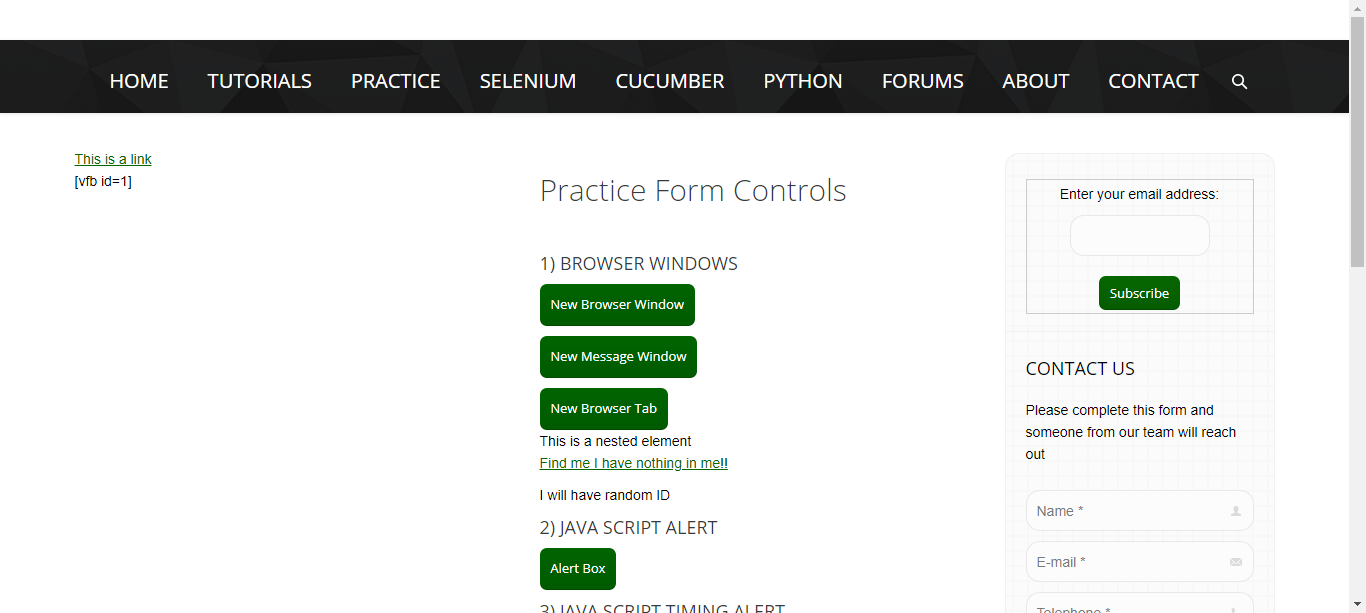 HOME TUTORIALS PRACTICE SELENIUM CUCUMBER PYTHON FORUMS ABOUT CONTACT
This is a link
[vfb id=1]
Practice Form Controls
1) BROWSER WINDOWS
New Browser Window
New Message Window
New Browser Tab
This is a nested element
Find me I have nothing in me!!
I will have random ID
2) JAVA SCRIPT ALERT
Alert Box
3) JAVA SCRIPT TIMING ALERT
Enter your email address:
Subscribe
CONTACT US
Please complete this form and
someone from our team will reach
out
Name *
E-mail *
Telephone *